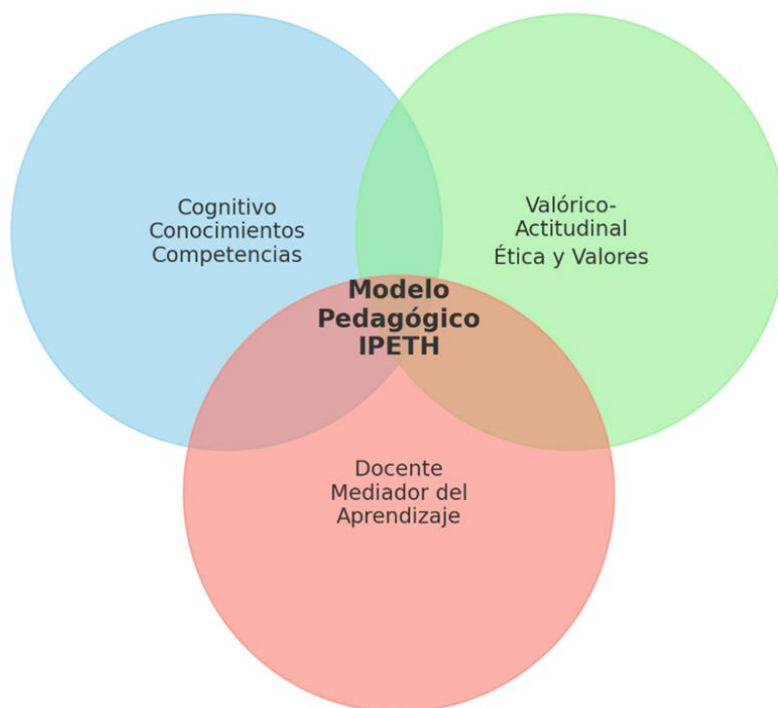 Cognitivo
Conocimientos
Competencias
Valórico-
Actitudinal
Ética y Valores
Modelo
Pedagógico
IPETH
Docente
Mediador del
Aprendizaje